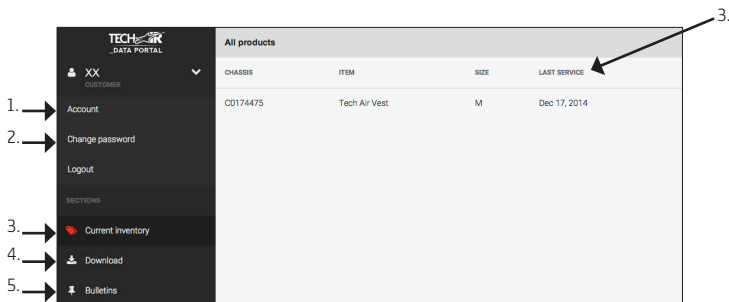 3.
TECH AIR
_DATA PORTAL
All products
XX
CUSTOMER
CHASSIS ITEM SIZE LAST SERVICE
1. Account
C0174475 Tech Air Vest M Dec 17, 2014
2. Change password
Logout
SECTIONS
3. Current inventory
4. Download
5. Bulletins